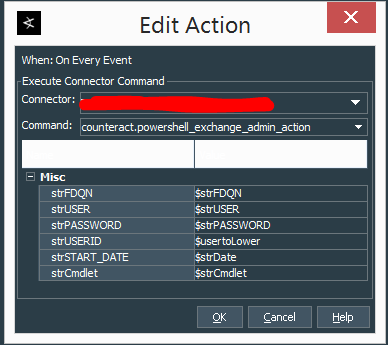 Edit Action
When: On Every Event
Execute Connector Command
Connector:
Command: counteract.powershell_exchange_admin_action
Misc
strFDQN $strFDQN
strUSER $strUSER
strPASSWORD $strPASSWORD
strUSERID $usertoLower
strSTART_DATE $strDate
strCmdlet $strCmdlet
OK Cancel Help